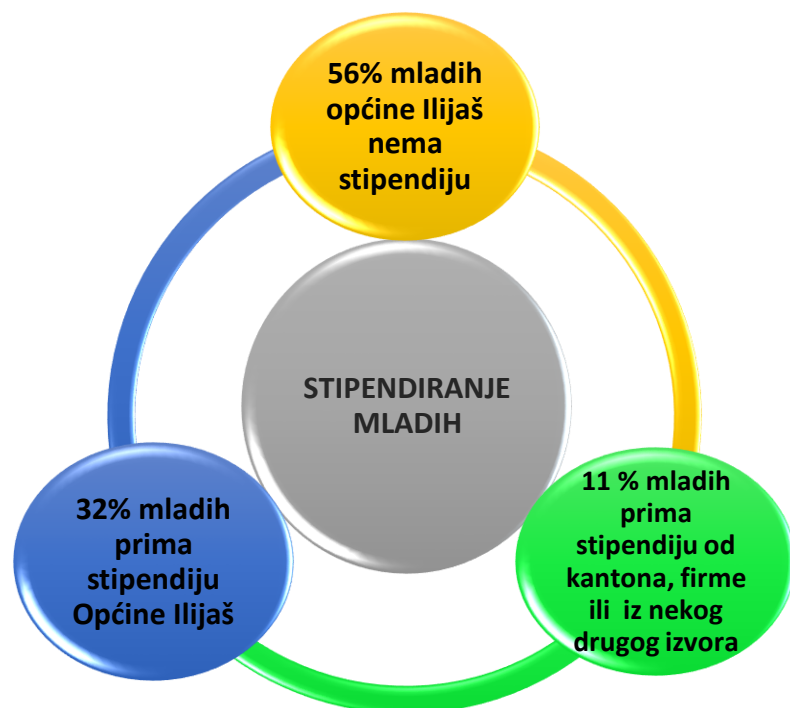 56% mladih
općine Ilijaš
nema
stipendiju
STIPENDIRANJE
MLADIH
32% mladih
prima
stipendiju
Općine Ilijaš
11 % mladih
prima
stipendiju od
kantona, firme
ili iz nekog
drugog izvora